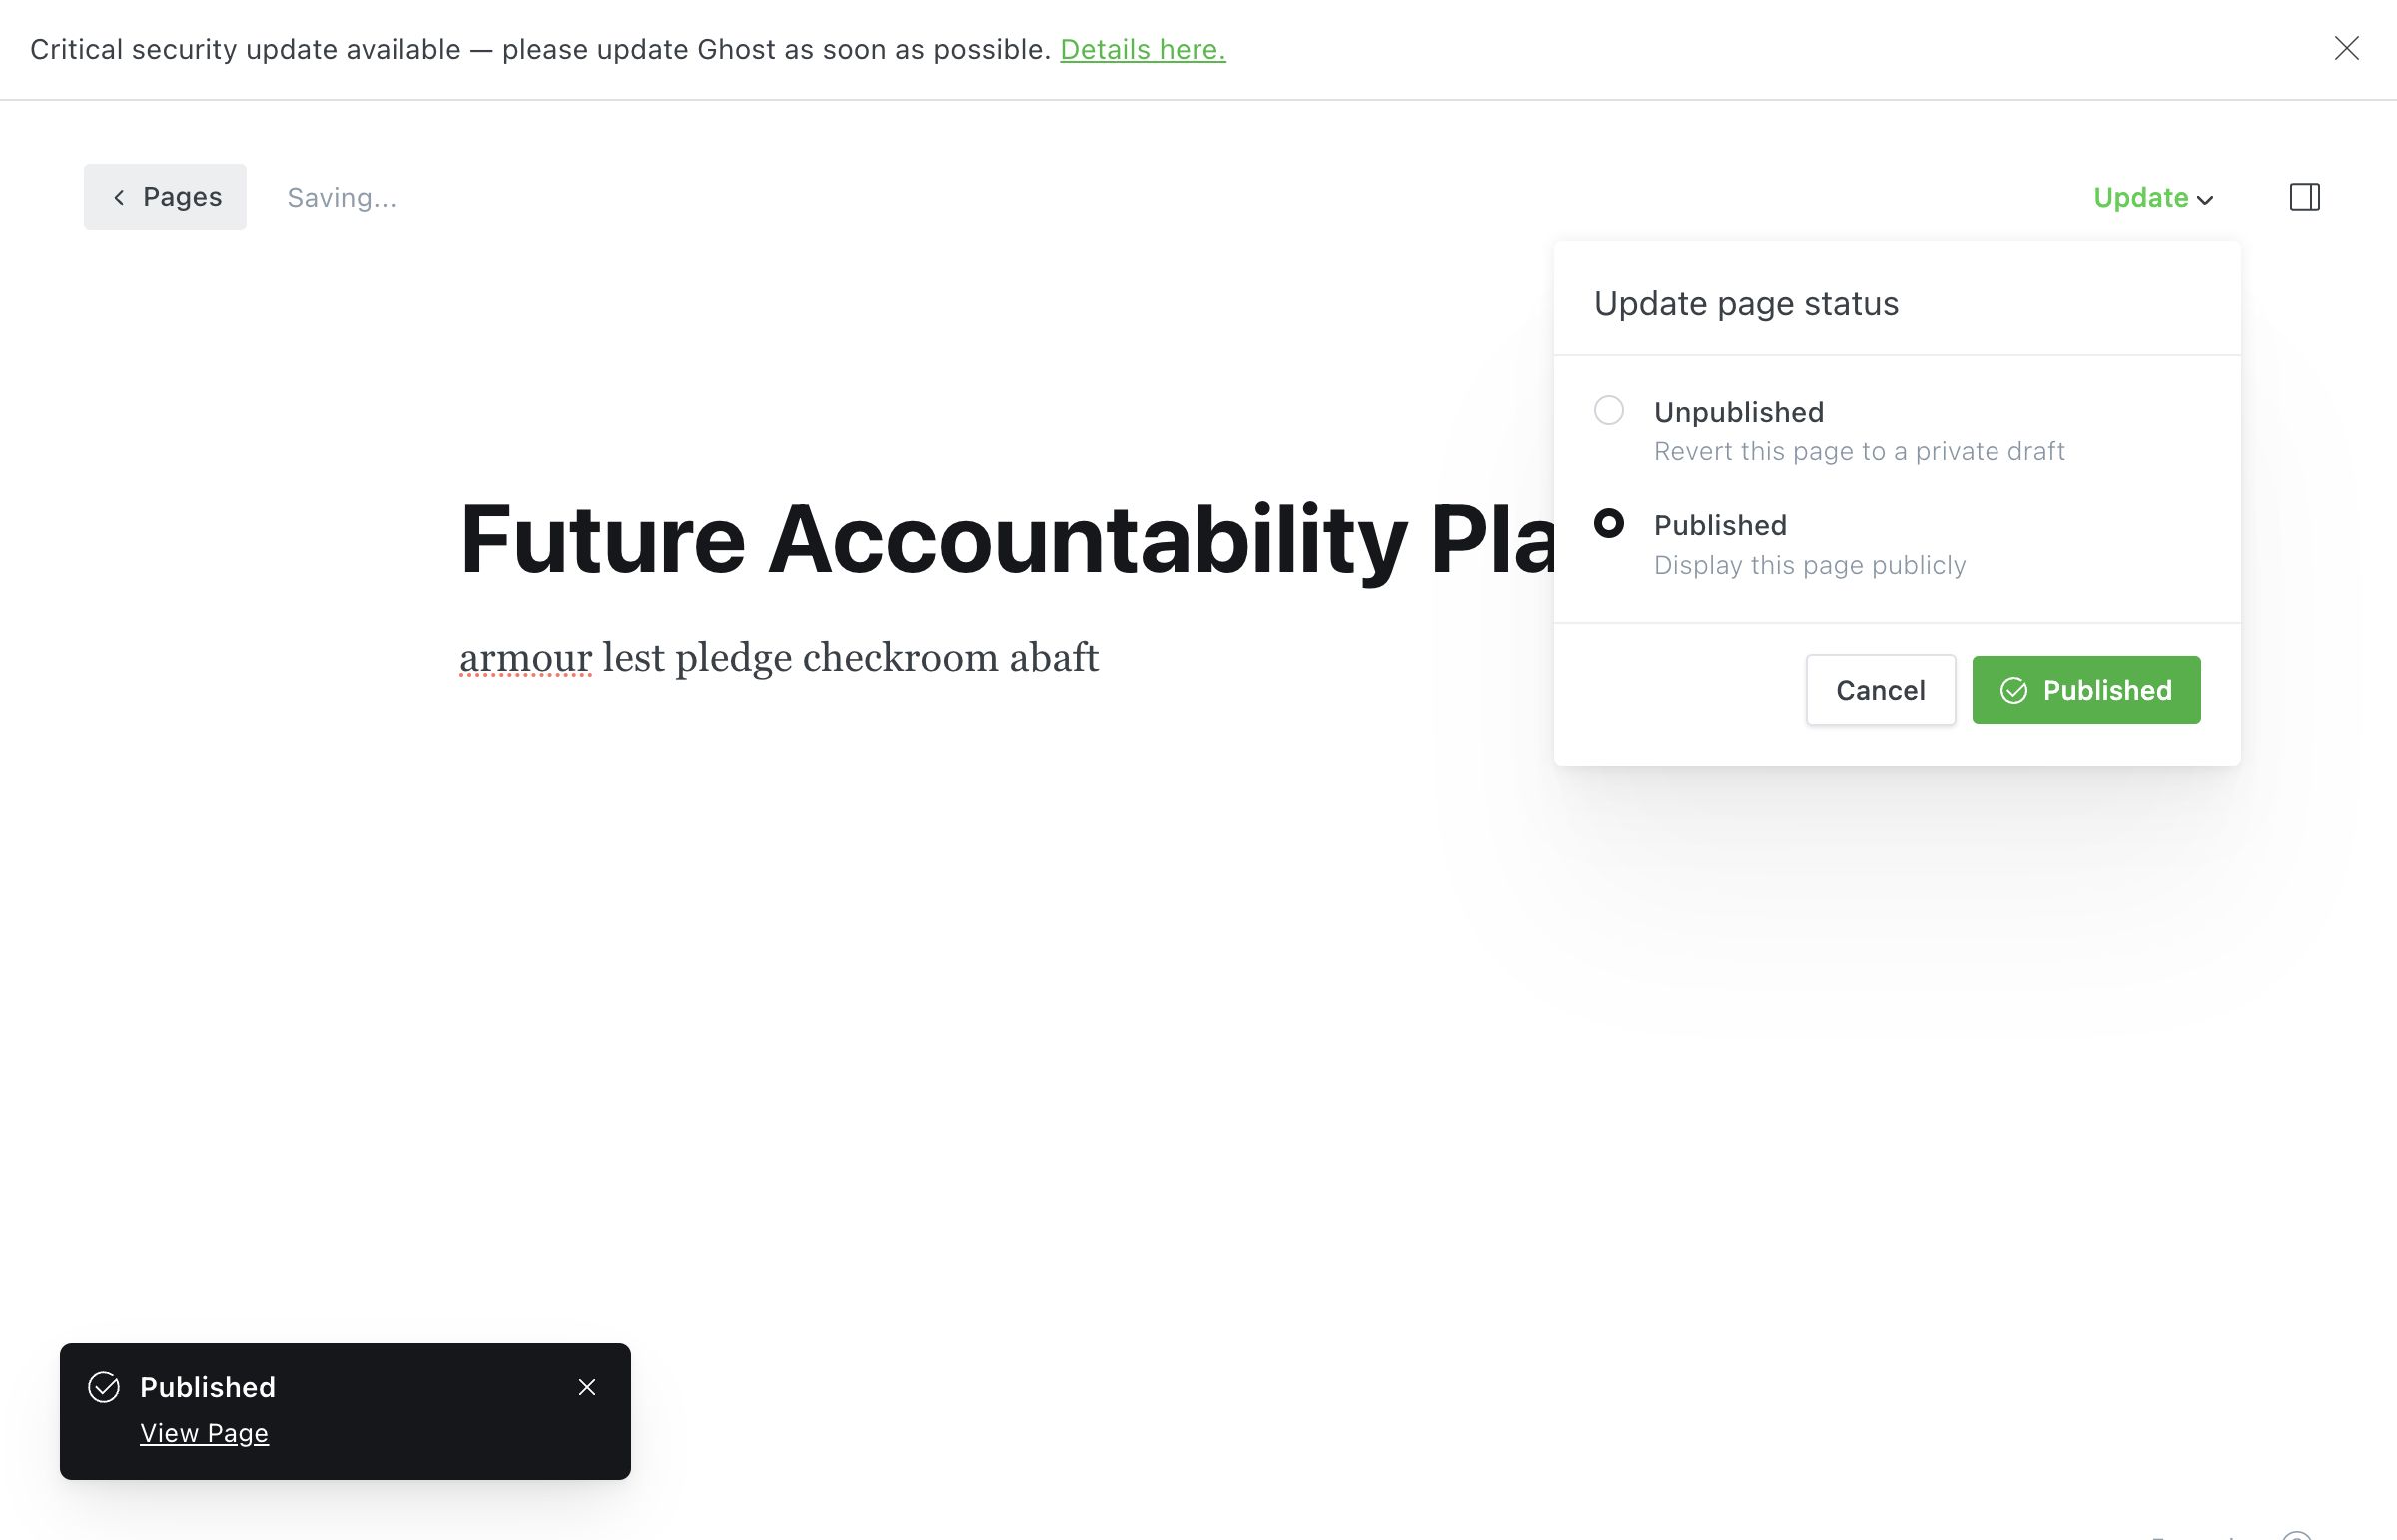 Critical security update available — please update Ghost as soon as possible. Details here.
Pages
Saving...
Update
Update page status
Unpublished
Revert this page to a private draft
Published
Display this page publicly
Cancel
Published
Future Accountability Pla
armour lest pledge checkroom abaft
Published
View Page